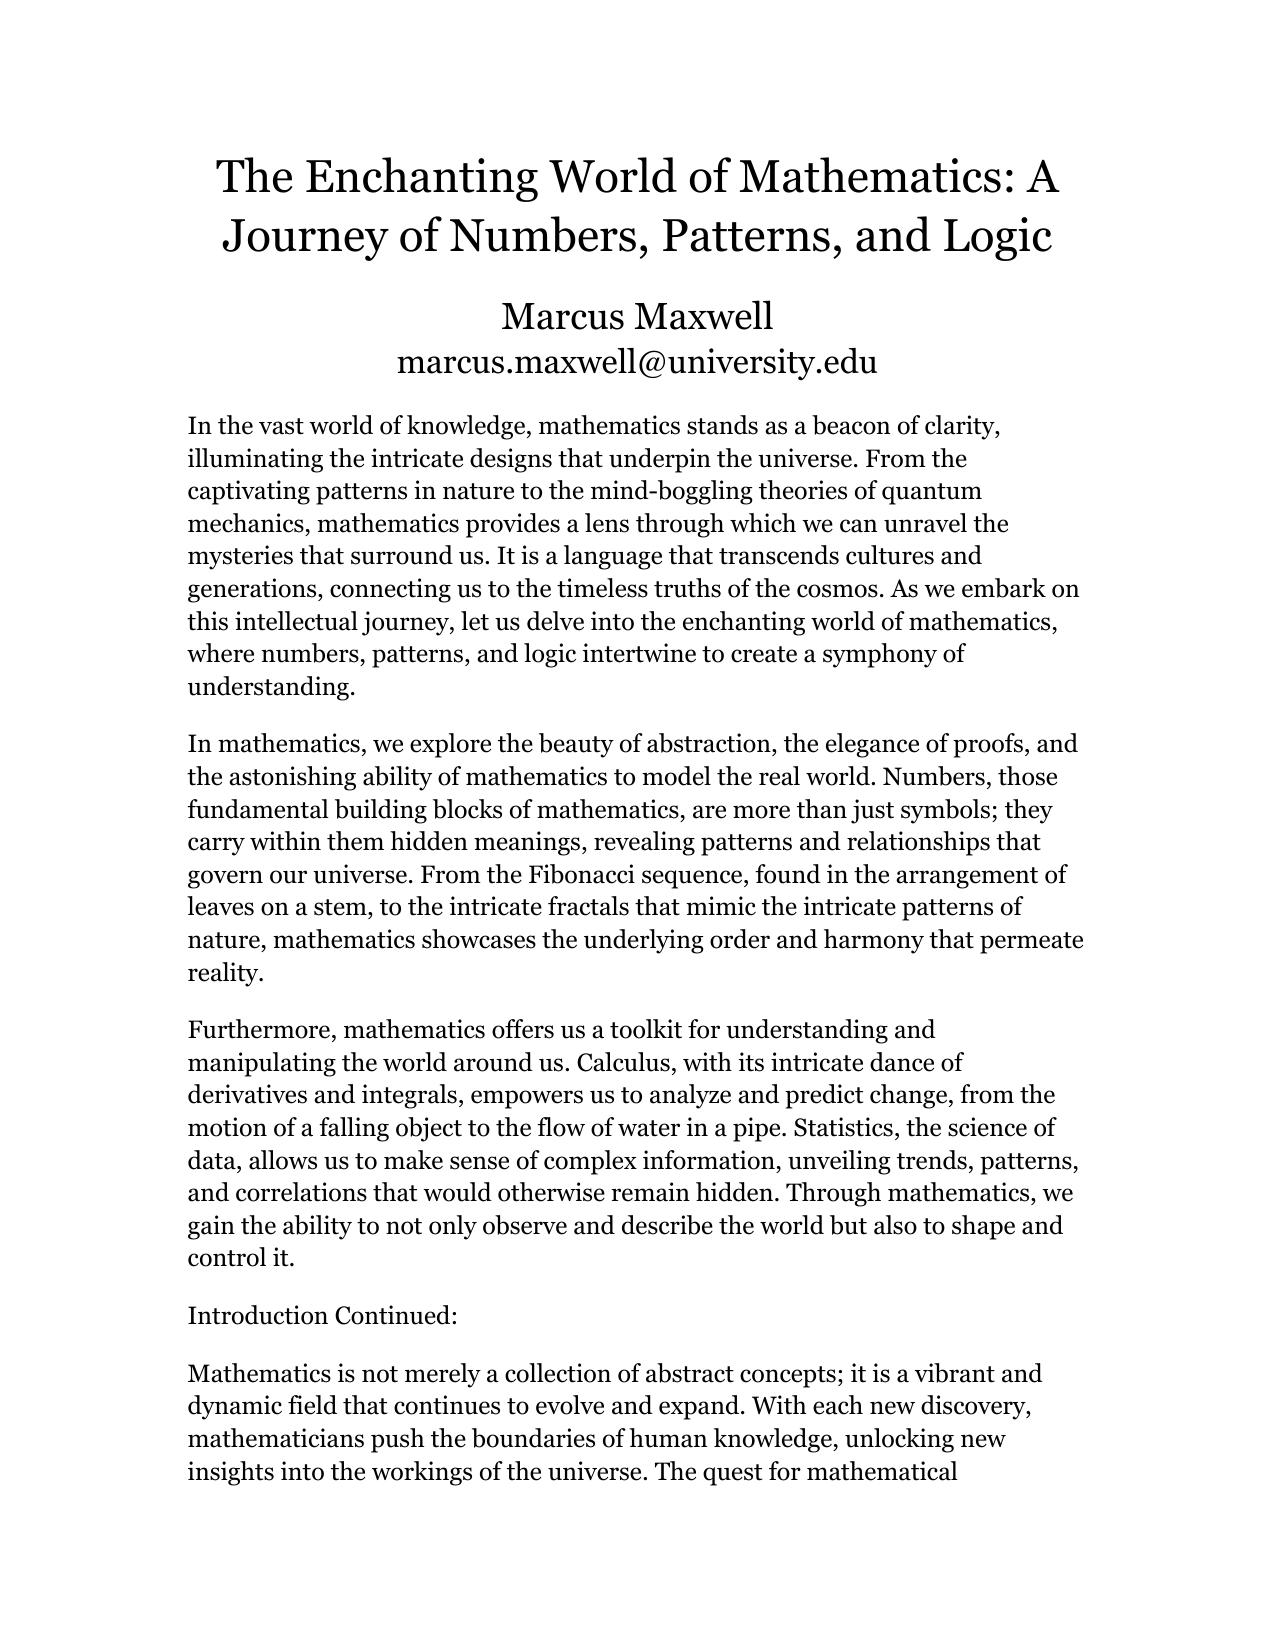 The Enchanting World of Mathematics: A
Journey of Numbers, Patterns, and Logic
Marcus Maxwell
marcus.maxwell@university.edu
In the vast world of knowledge, mathematics stands as a beacon of clarity,
illuminating the intricate designs that underpin the universe. From the
captivating patterns in nature to the mind-boggling theories of quantum
mechanics, mathematics provides a lens through which we can unravel the
mysteries that surround us. It is a language that transcends cultures and
generations, connecting us to the timeless truths of the cosmos. As we embark on
this intellectual journey, let us delve into the enchanting world of mathematics,
where numbers, patterns, and logic intertwine to create a symphony of
understanding.
In mathematics, we explore the beauty of abstraction, the elegance of proofs, and
the astonishing ability of mathematics to model the real world. Numbers, those
fundamental building blocks of mathematics, are more than just symbols; they
carry within them hidden meanings, revealing patterns and relationships that
govern our universe. From the Fibonacci sequence, found in the arrangement of
leaves on a stem, to the intricate fractals that mimic the intricate patterns of
nature, mathematics showcases the underlying order and harmony that permeate
reality.
Furthermore, mathematics offers us a toolkit for understanding and
manipulating the world around us. Calculus, with its intricate dance of
derivatives and integrals, empowers us to analyze and predict change, from the
motion of a falling object to the flow of water in a pipe. Statistics, the science of
data, allows us to make sense of complex information, unveiling trends, patterns,
and correlations that would otherwise remain hidden. Through mathematics, we
gain the ability to not only observe and describe the world but also to shape and
control it.
Introduction Continued:
Mathematics is not merely a collection of abstract concepts; it is a vibrant and
dynamic field that continues to evolve and expand. With each new discovery,
mathematicians push the boundaries of human knowledge, unlocking new
insights into the workings of the universe. The quest for mathematical